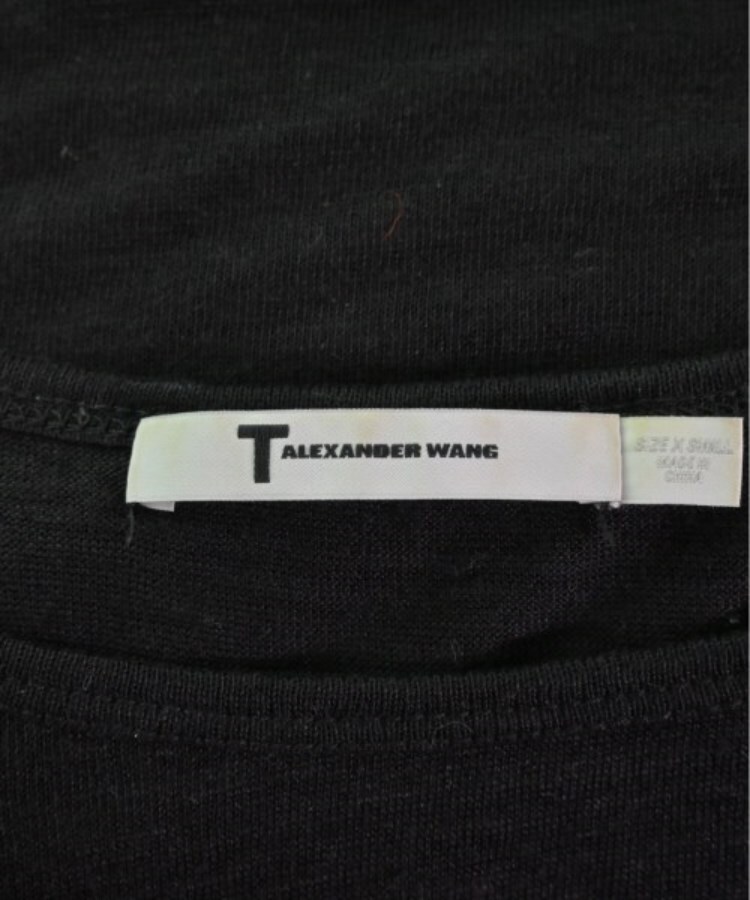 T ALEXANDER WANG
SIZE X SMALL
MADE IN
CHINA